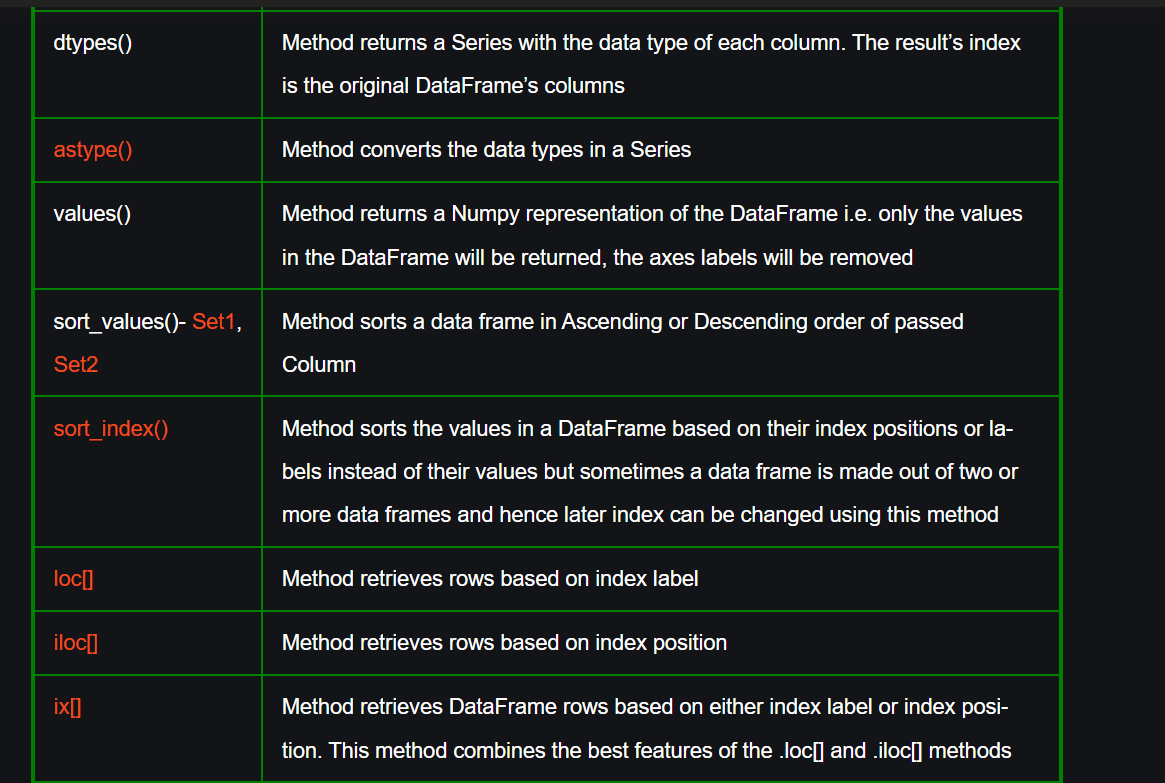 dtypes()
Method returns a Series with the data type of each column. The result’s index
is the original DataFrame’s columns
astype()
Method converts the data types in a Series
values()
Method returns a Numpy representation of the DataFrame i.e. only the values
in the DataFrame will be returned, the axes labels will be removed
sort_values()- Set1,
Set2
Method sorts a data frame in Ascending or Descending order of passed
Column
sort_index()
Method sorts the values in a DataFrame based on their index positions or la-
bels instead of their values but sometimes a data frame is made out of two or
more data frames and hence later index can be changed using this method
loc[]
Method retrieves rows based on index label
iloc[]
Method retrieves rows based on index position
ix[]
Method retrieves DataFrame rows based on either index label or index posi-
tion. This method combines the best features of the .loc[] and .iloc[] methods